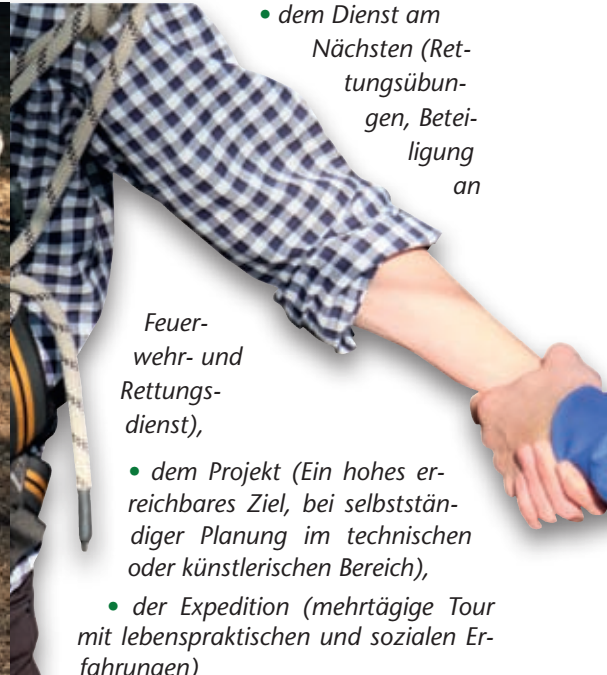 • dem Dienst am
Nächsten (Ret-
tungsübun-
gen, Betei-
ligung
an
Feuer-
wehr- und
Rettungs-
dienst),
• dem Projekt (Ein hohes er-
reichbares Ziel, bei selbststän-
diger Planung im technischen
oder künstlerischen Bereich),
• der Expedition (mehrtägige Tour
mit lebenspraktischen und sozialen Er-
fahrungen)